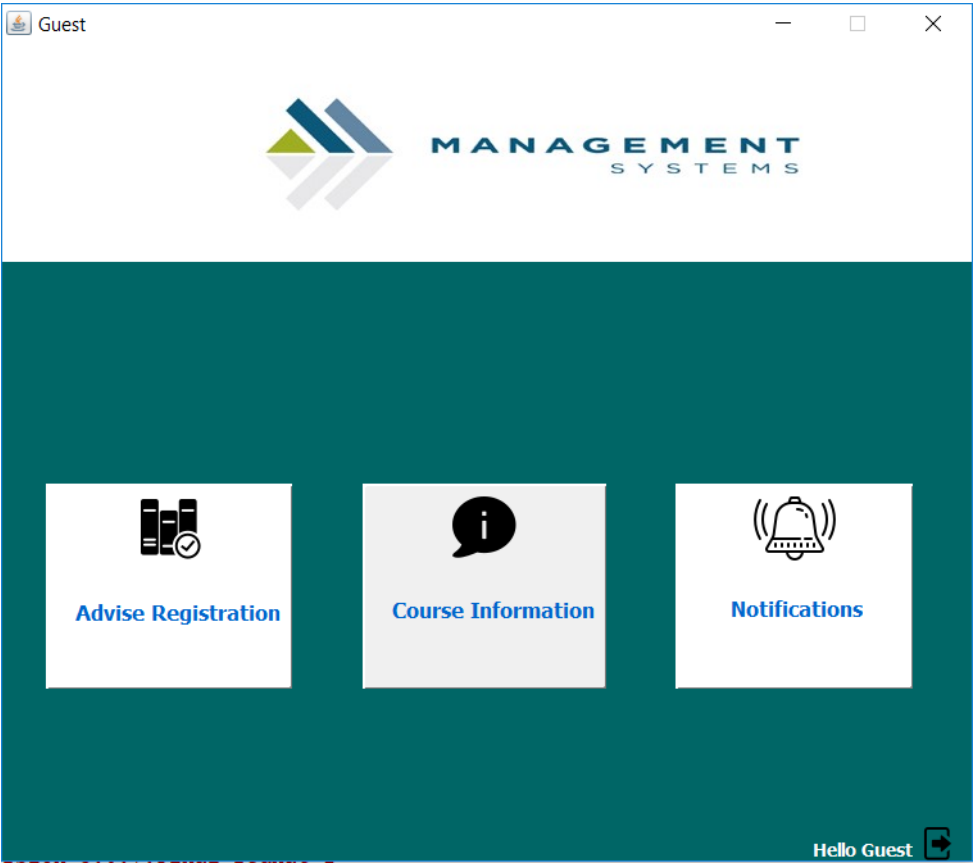 Guest
MANAGEMENT
SYSTEMS
Advise Registration
Course Information
Notifications
Hello Guest